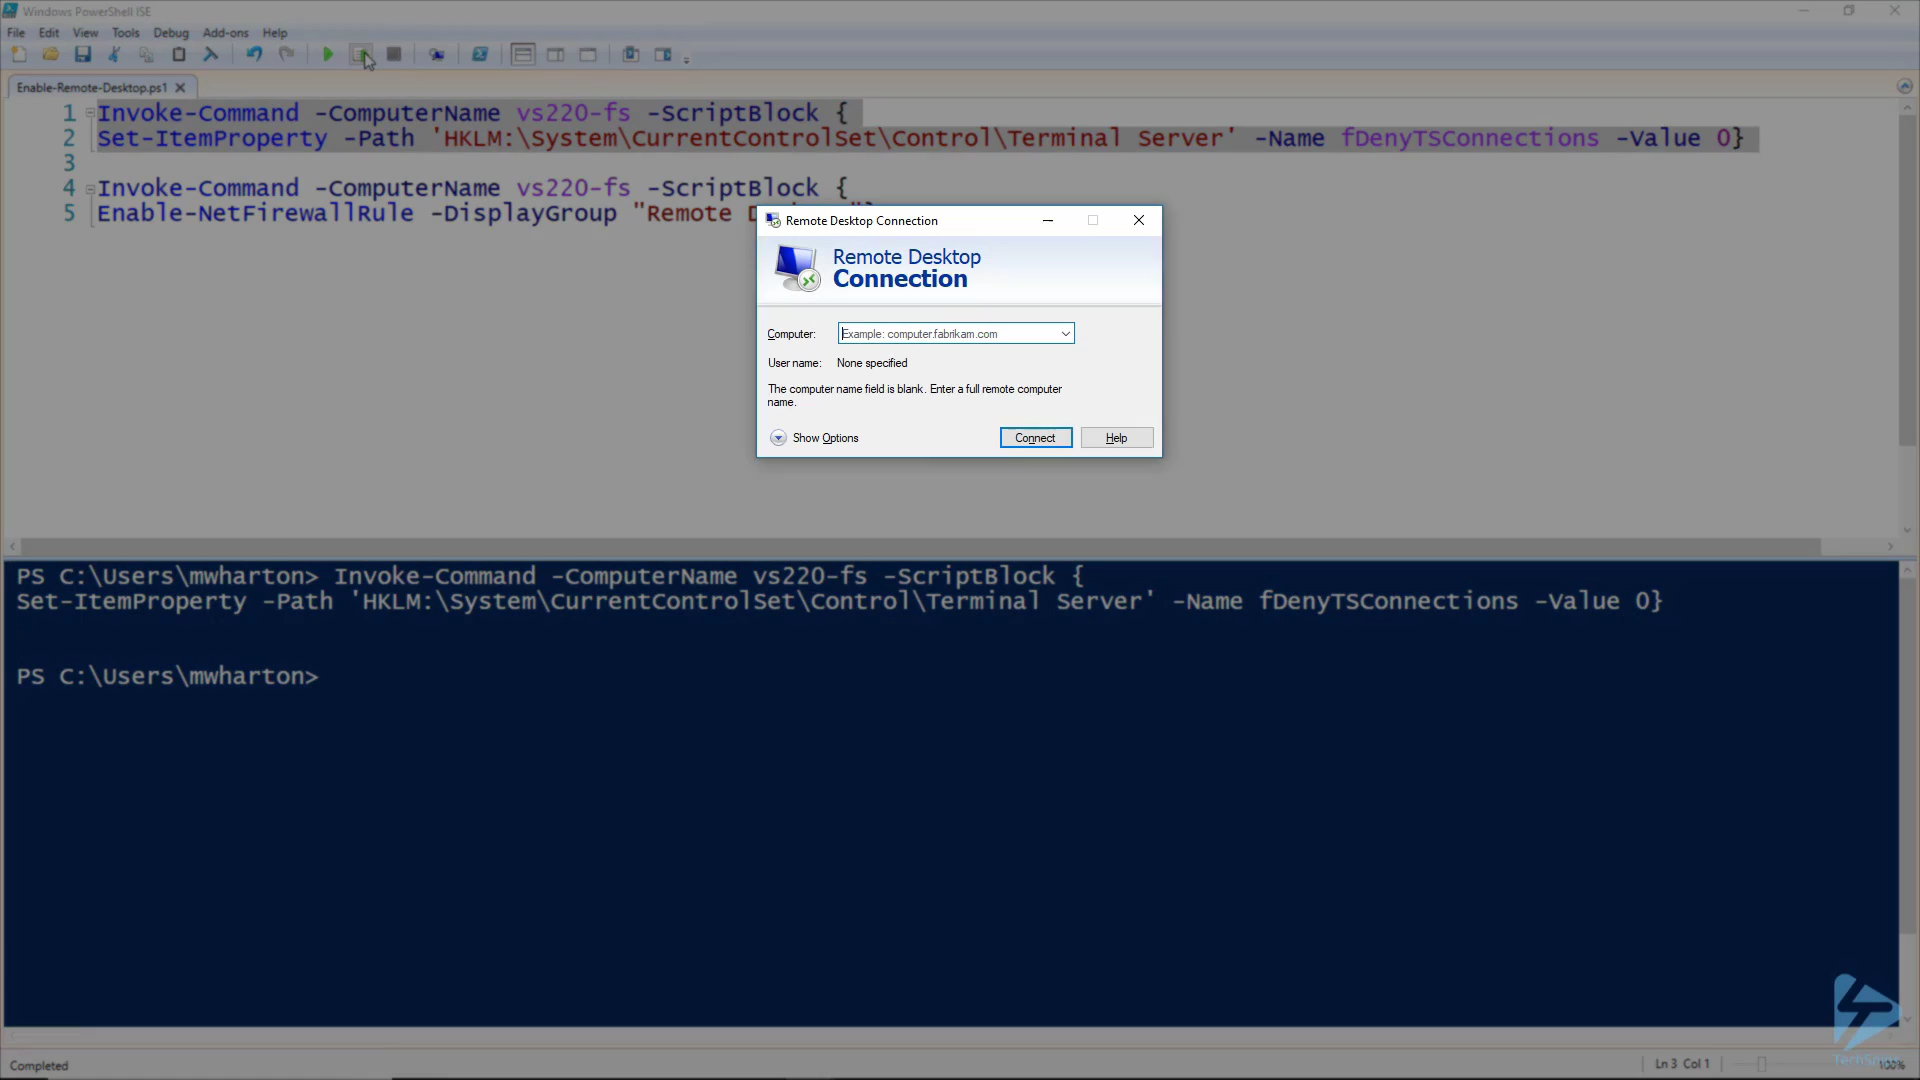 Windows PowerShell ISE
File Edit View Tools Debug Add-ons Help
Enable-Remote-Desktop.ps1
1 Invoke-Command -ComputerName vs220-fs -ScriptBlock {
2 Set-ItemProperty -Path 'HKLM:\System\CurrentControlSet\Control\Terminal Server' -Name fDenyTSConnections -Value 0}
3
4 Invoke-Command -ComputerName vs220-fs -ScriptBlock {
5 Enable-NetFirewallRule -DisplayGroup "Remote
Remote Desktop Connection
Remote Desktop
Connection
Computer: Example: computer.fabrikam.com
User name: None specified
The computer name field is blank. Enter a full remote computer
name.
Show Options Connect Help
PS C:\Users\mwharton> Invoke-Command -ComputerName vs220-fs -ScriptBlock {
Set-ItemProperty -Path 'HKLM:\System\CurrentControlSet\Control\Terminal Server' -Name fDenyTSConnections -Value 0}
PS C:\Users\mwharton>
Completed Ln 3 Col 1 100%